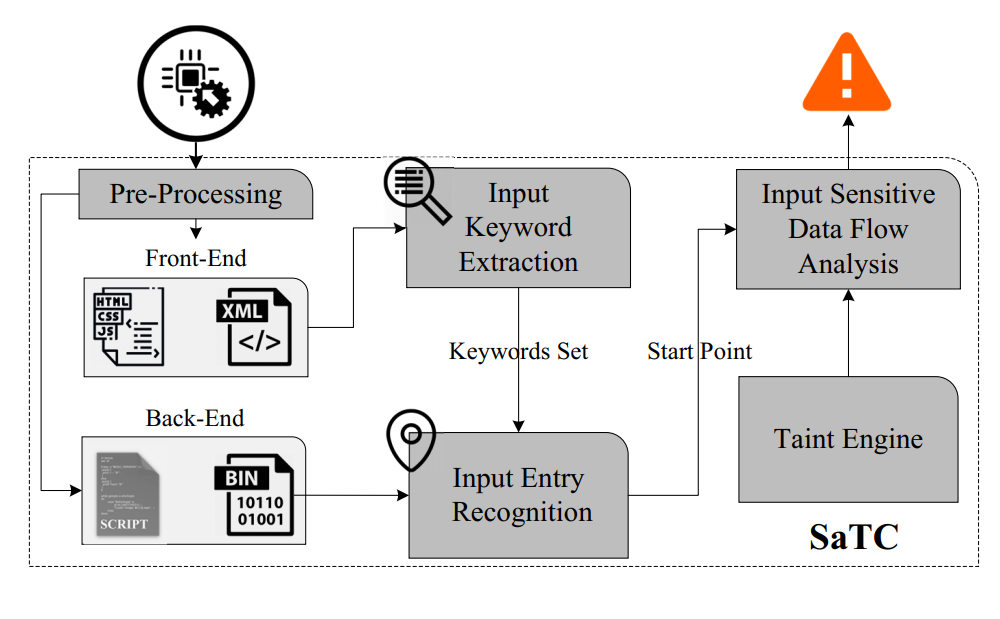 Pre-Processing
Front-End
HTML
CSS
JS
XML
</>
Back-End
SCRIPT
BIN
10110
01001
Input
Keyword
Extraction
Keywords Set
Input Entry
Recognition
Start Point
Input Sensitive
Data Flow
Analysis
Taint Engine
SaTC